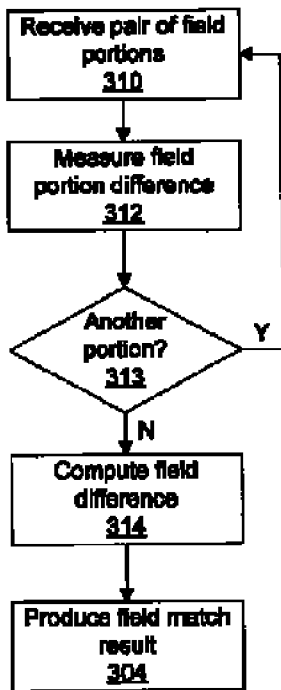 Receive pair of field
portions
310
Measure field
portion difference
312
Another
portion?
313
Y
N
Compute field
difference
314
Produce field match
result
304